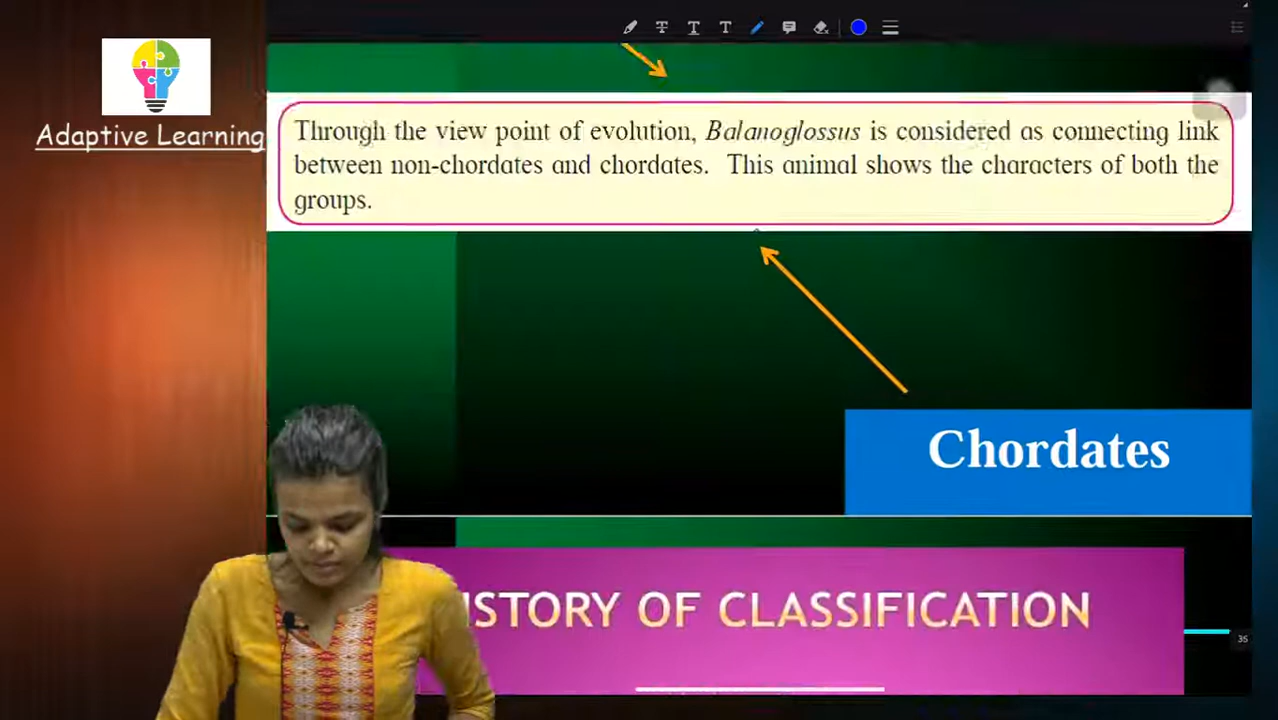 Adaptive Learning
Through the view point of evolution, Balanoglossus is considered as connecting link
between non-chordates and chordates. This animal shows the characters of both the
groups.
Chordates
ISTORY OF CLASSIFICATION
35